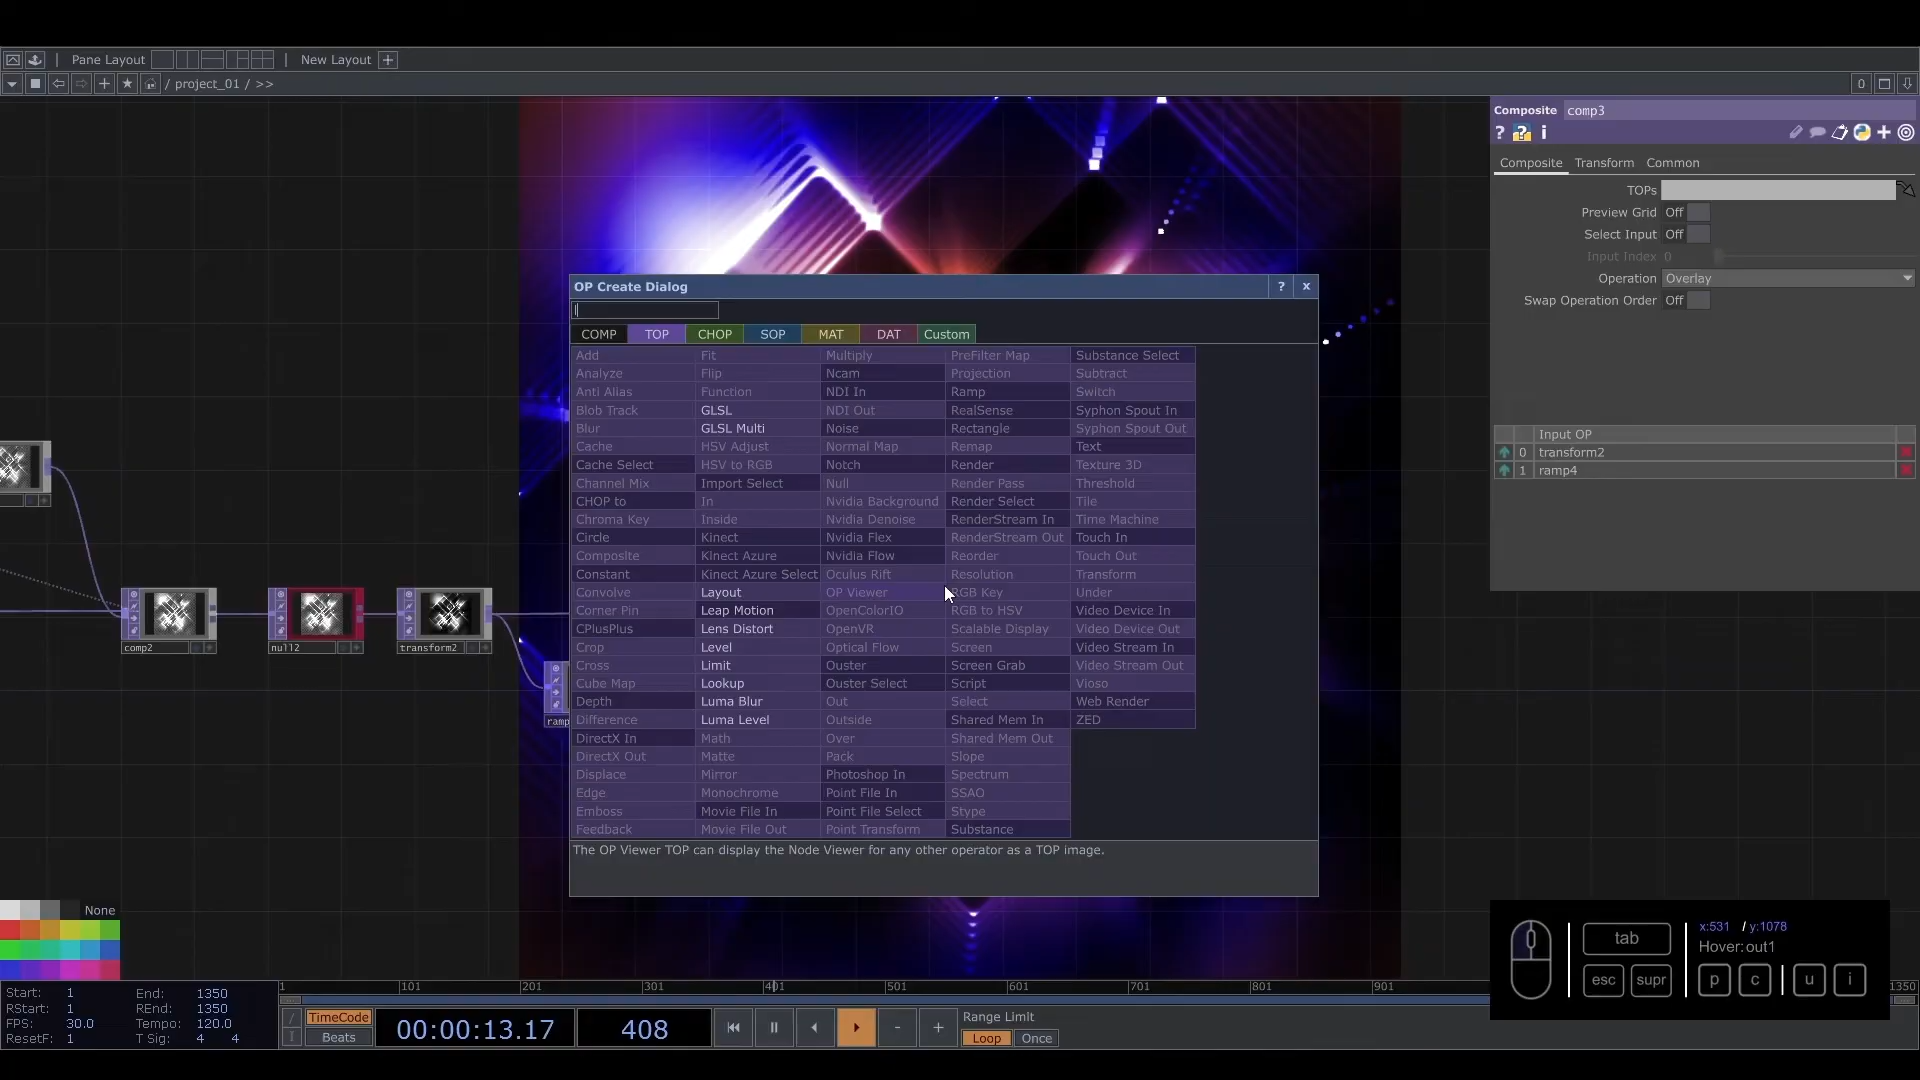 Pane Layout New Layout +
/ project_01 / >> 0
Composite comp3
? ? i
Composite Transform Common
TOPs
Preview Grid Off
Select Input Off
Input Index 0
Operation Overlay
Swap Operation Order Off
Input OP
0 transform2
1 ramp4
OP Create Dialog ? x
l
COMP TOP CHOP SOP MAT DAT Custom
Add Fit Multiply PreFilter Map Substance Select
Analyze Flip Ncam Projection Subtract
Anti Alias Function NDI In Ramp Switch
Blob Track GLSL NDI Out RealSense Syphon Spout In
Blur GLSL Multi Noise Rectangle Syphon Spout Out
Cache HSV Adjust Normal Map Remap Text
Cache Select HSV to RGB Notch Render Texture 3D
Channel Mix Import Select Null Render Pass Threshold
CHOP to In Nvidia Background Render Select Tile
Chroma Key Inside Nvidia Denoise RenderStream In Time Machine
Circle Kinect Nvidia Flex RenderStream Out Touch In
Composite Kinect Azure Nvidia Flow Reorder Touch Out
Constant Kinect Azure Select Oculus Rift Resolution Transform
Convolve Layout OP Viewer RGB Key Under
Corner Pin Leap Motion OpenColorIO RGB to HSV Video Device In
CPlusPlus Lens Distort OpenVR Scalable Display Video Device Out
Crop Level Optical Flow Screen Video Stream In
Cross Limit Ouster Screen Grab Video Stream Out
Cube Map Lookup Ouster Select Script Vioso
Depth Luma Blur Out Select Web Render
Difference Luma Level Outside Shared Mem In ZED
DirectX In Math Over Shared Mem Out
DirectX Out Matte Pack Slope
Displace Mirror Photoshop In Spectrum
Edge Monochrome Point File In SSAO
Emboss Movie File In Point File Select Stype
Feedback Movie File Out Point Transform Substance
The OP Viewer TOP can display the Node Viewer for any other operator as a TOP image.
comp2 null2 transform2
ramp
None
tab
esc supr
x:531 / y:1078
Hover:out1
p c u i
1 101 201 301 401 501 601 701 801 901 1350
Start: 1 End: 1350
RStart: 1 REnd: 1350
FPS: 30.0 Tempo: 120.0
ResetF: 1 T Sig: 4 4
TimeCode
Beats
00:00:13.17 408
- +
Range Limit
Loop Once